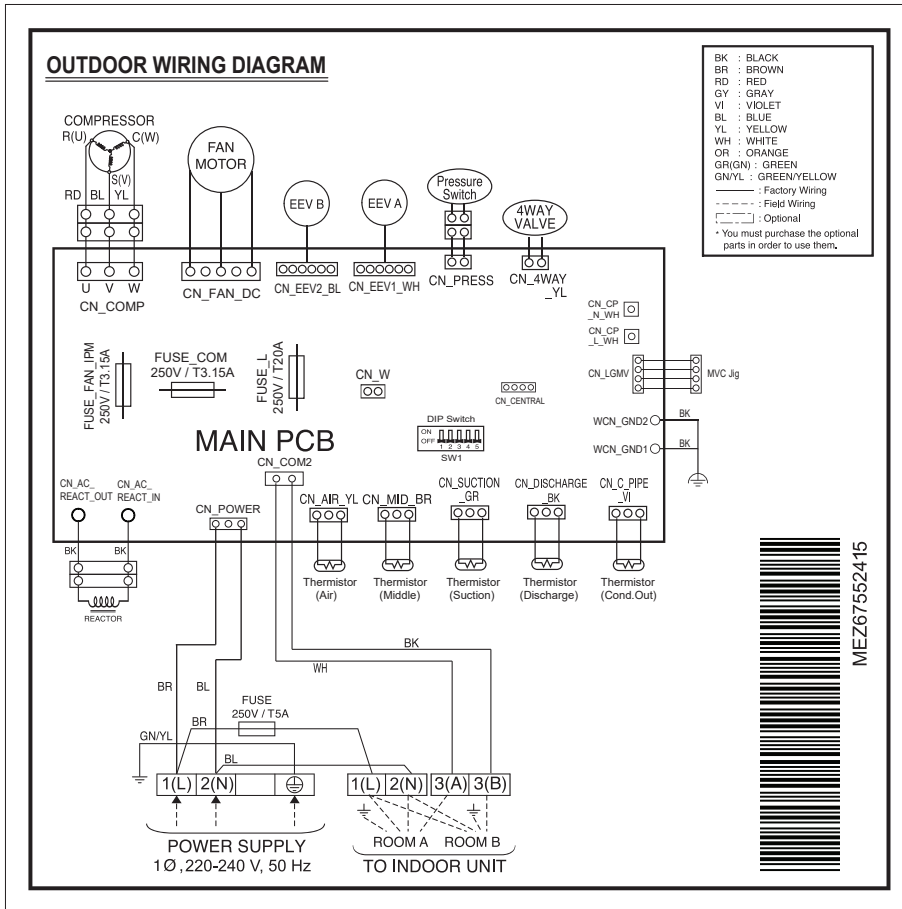 OUTDOOR WIRING DIAGRAM
BK : BLACK
BR : BROWN
RD : RED
GY : GRAY
VI : VIOLET
BL : BLUE
YL : YELLOW
WH : WHITE
OR : ORANGE
GR(GN) : GREEN
GN/YL : GREEN/YELLOW
: Factory Wiring
: Field Wiring
: Optional
* You must purchase the optional
parts in order to use them.
COMPRESSOR
R(U) C(W)
S(V)
RD BL YL
FAN
MOTOR
EEV B
EEV A
Pressure
Switch
4WAY
VALVE
U V W
CN_COMP
CN_FAN_DC
CN_EEV2_BL
CN_EEV1_WH
CN_PRESS
CN_4WAY
_YL
CN_CP
_N_WH
CN_CP
_L_WH
CN_LGMV
MVC Jig
FUSE_FAN_IPM
250V / T3.15A
FUSE_COM
250V / T3.15A
FUSE_L
250V / T20A
CN_W
CN_CENTRAL
DIP Switch
ON
OFF
1 2 3 4 5
SW1
WCN_GND2
BK
WCN_GND1
BK
MAIN PCB
CN_COM2
CN_AC_
REACT_OUT
CN_AC_
REACT_IN
CN_POWER
CN_AIR_YL
CN_MID_BR
CN_SUCTION
_GR
CN_DISCHARGE
_BK
CN_C_PIPE
_VI
BK BK
REACTOR
Thermistor
(Air)
Thermistor
(Middle)
Thermistor
(Suction)
Thermistor
(Discharge)
Thermistor
(Cond.Out)
MEZ67552415
BK
WH
BR BL
FUSE
250V / T5A
BR
GN/YL
BL
1(L) 2(N)
1(L) 2(N) 3(A) 3(B)
ROOM A ROOM B
POWER SUPPLY
1Ø ,220-240 V, 50 Hz
TO INDOOR UNIT